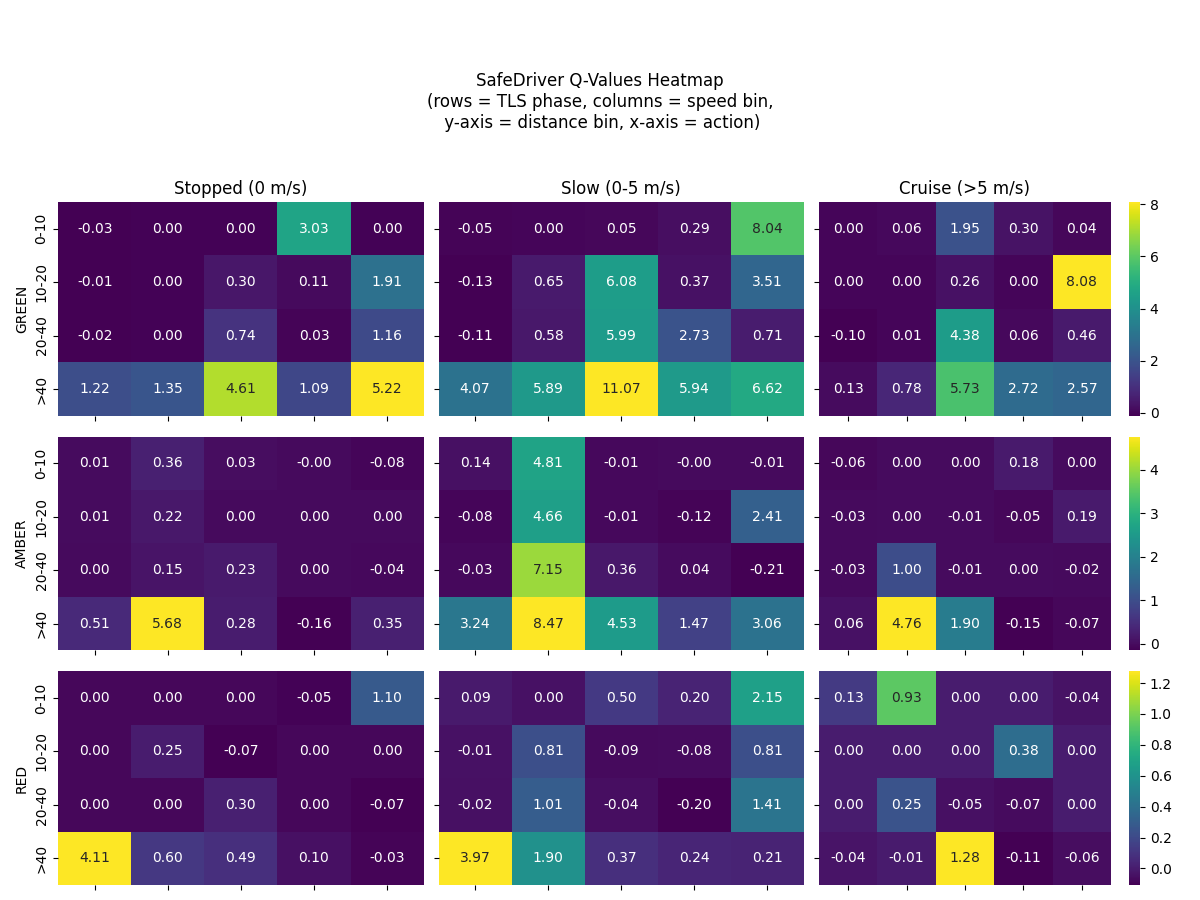 SafeDriver Q-Values Heatmap
(rows = TLS phase, columns = speed bin,
y-axis = distance bin, x-axis = action)
Stopped (0 m/s) Slow (0-5 m/s) Cruise (>5 m/s)
GREEN
0-10 -0.03 0.00 0.00 3.03 0.00 -0.05 0.00 0.05 0.29 8.04 0.00 0.06 1.95 0.30 0.04
10-20 -0.01 0.00 0.30 0.11 1.91 -0.13 0.65 6.08 0.37 3.51 0.00 0.00 0.26 0.00 8.08
20-40 -0.02 0.00 0.74 0.03 1.16 -0.11 0.58 5.99 2.73 0.71 -0.10 0.01 4.38 0.06 0.46
>40 1.22 1.35 4.61 1.09 5.22 4.07 5.89 11.07 5.94 6.62 0.13 0.78 5.73 2.72 2.57
8
6
4
2
0
AMBER
0-10 0.01 0.36 0.03 -0.00 -0.08 0.14 4.81 -0.01 -0.00 -0.01 -0.06 0.00 0.00 0.18 0.00
10-20 0.01 0.22 0.00 0.00 0.00 -0.08 4.66 -0.01 -0.12 2.41 -0.03 0.00 -0.01 -0.05 0.19
20-40 0.00 0.15 0.23 0.00 -0.04 -0.03 7.15 0.36 0.04 -0.21 -0.03 1.00 -0.01 0.00 -0.02
>40 0.51 5.68 0.28 -0.16 0.35 3.24 8.47 4.53 1.47 3.06 0.06 4.76 1.90 -0.15 -0.07
4
3
2
1
0
RED
0-10 0.00 0.00 0.00 -0.05 1.10 0.09 0.00 0.50 0.20 2.15 0.13 0.93 0.00 0.00 -0.04
10-20 0.00 0.25 -0.07 0.00 0.00 -0.01 0.81 -0.09 -0.08 0.81 0.00 0.00 0.00 0.38 0.00
20-40 0.00 0.00 0.30 0.00 -0.07 -0.02 1.01 -0.04 -0.20 1.41 0.00 0.25 -0.05 -0.07 0.00
>40 4.11 0.60 0.49 0.10 -0.03 3.97 1.90 0.37 0.24 0.21 -0.04 -0.01 1.28 -0.11 -0.06
1.2
1.0
0.8
0.6
0.4
0.2
0.0